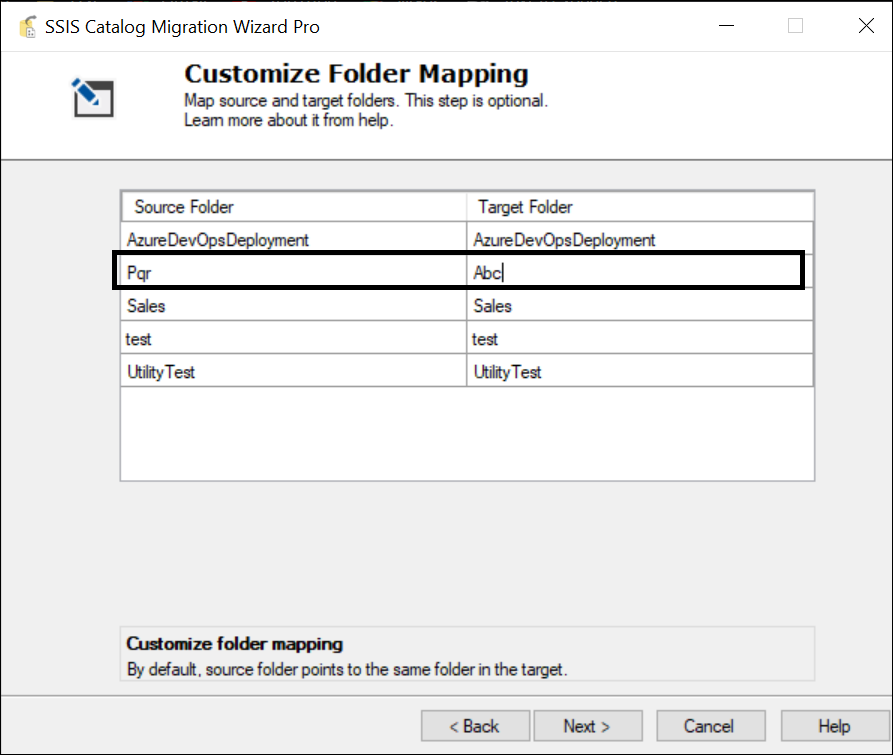 SSIS Catalog Migration Wizard Pro
Customize Folder Mapping
Map source and target folders. This step is optional.
Learn more about it from help.
Source Folder Target Folder
AzureDevOpsDeployment AzureDevOpsDeployment
Pqr Abc
Sales Sales
test test
UtilityTest UtilityTest
Customize folder mapping
By default, source folder points to the same folder in the target.
< Back Next > Cancel Help